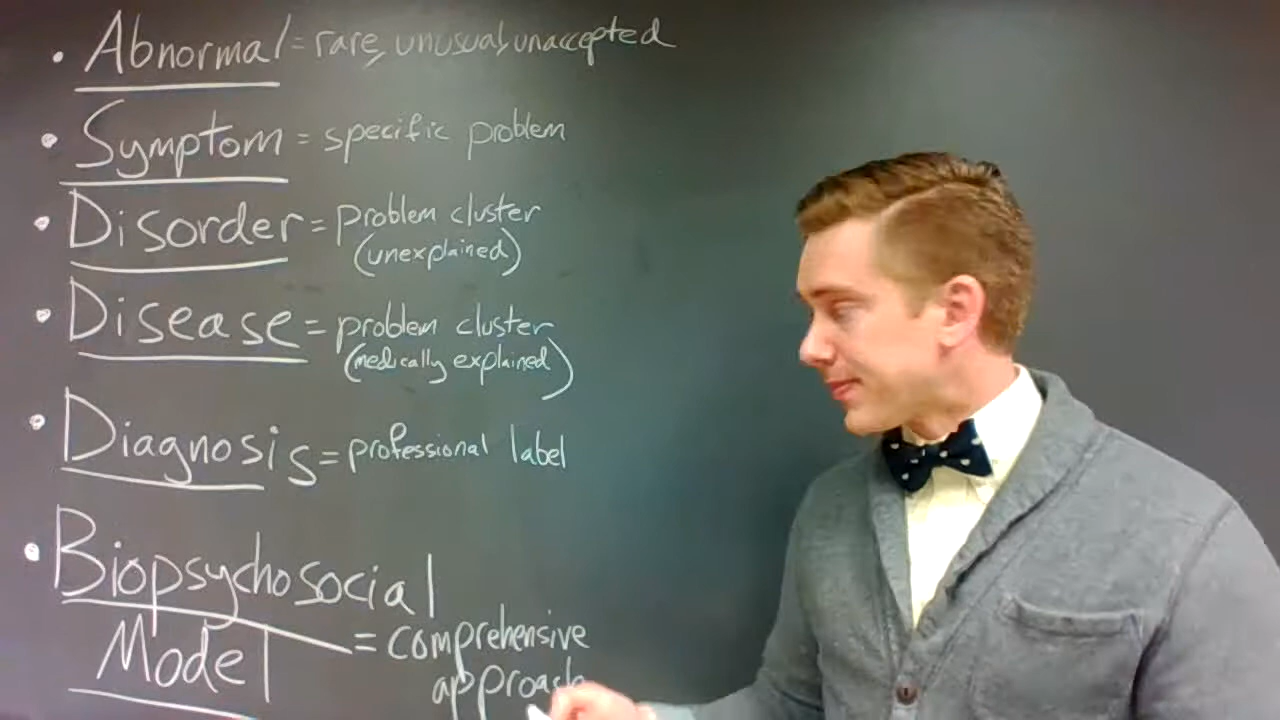 • Abnormal = rare, unusual, unaccepted
• Symptom = specific problem
• Disorder = problem cluster
(unexplained)
• Disease = problem cluster
(medically explained)
• Diagnosis = professional label
• Biopsychosocial
Model = comprehensive
approach